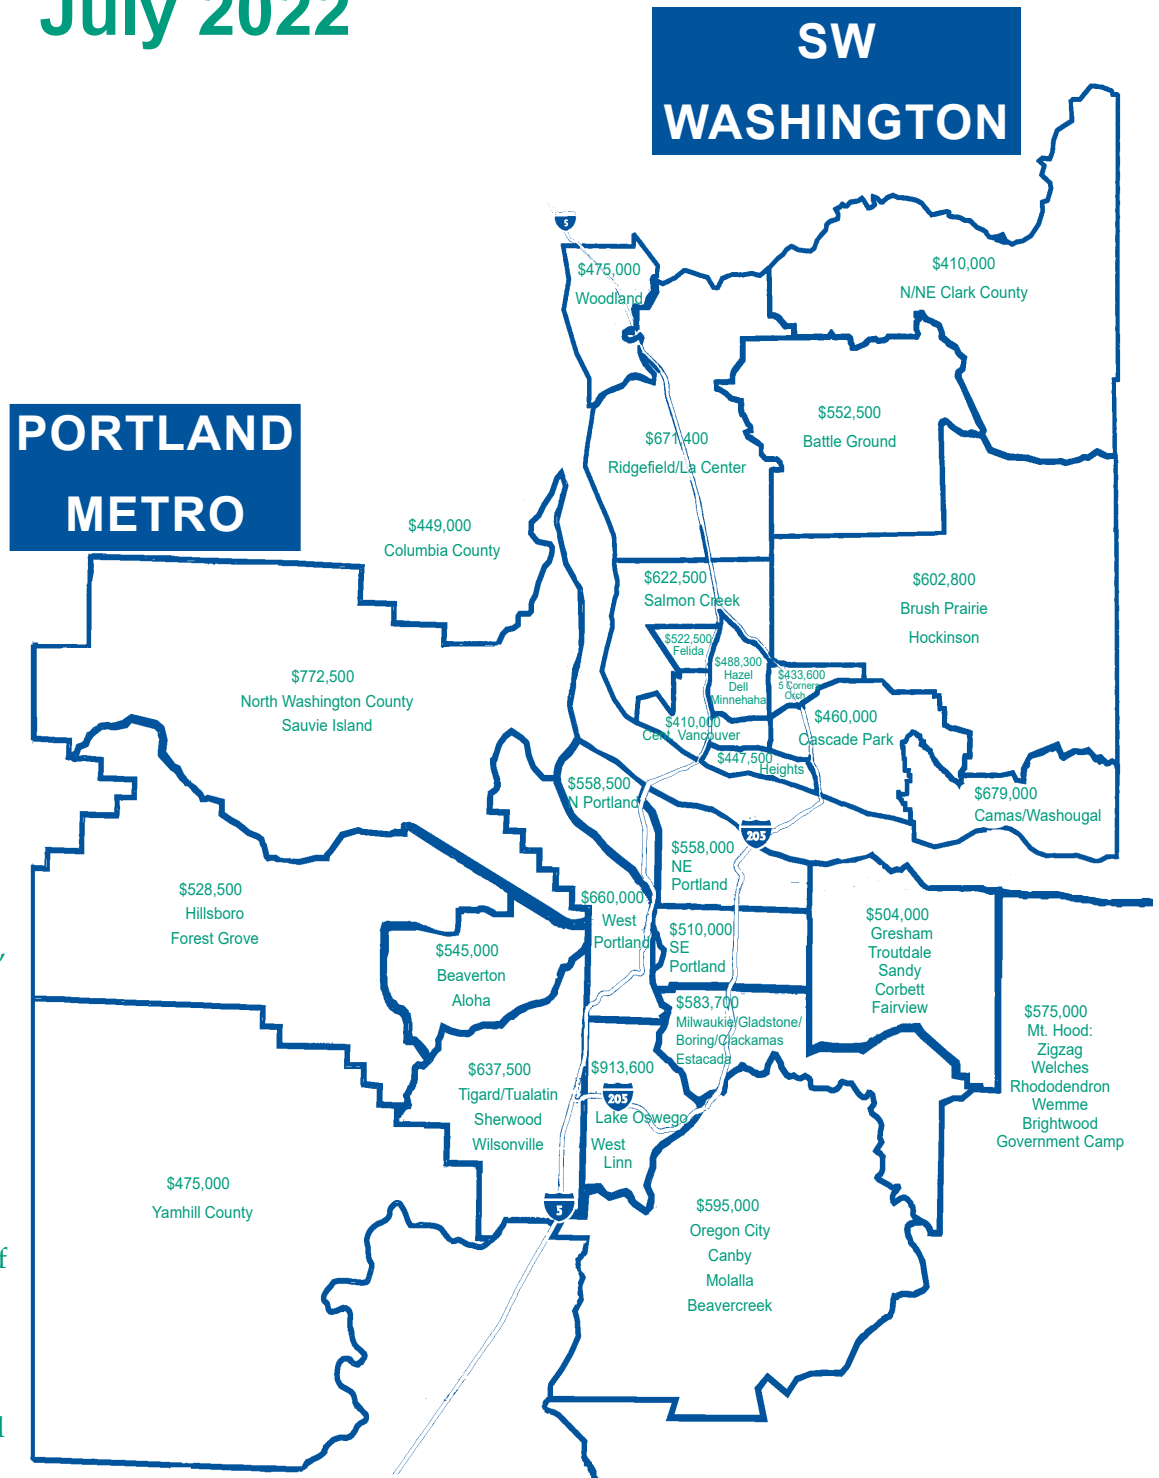 July 2022
SW
WASHINGTON
5
$475,000
Woodland
$410,000
N/NE Clark County
$552,500
Battle Ground
$671,400
Ridgefield/La Center
PORTLAND
METRO
$449,000
Columbia County
$622,500
Salmon Creek
$602,800
Brush Prairie
Hockinson
$522,500
Felida
$488,300
Hazel
Dell
Minnehaha
$433,600
5 Corners
Orch.
$772,500
North Washington County
Sauvie Island
$410,000
Cent. Vancouver
$460,000
Cascade Park
$447,500
Heights
$679,000
Camas/Washougal
$558,500
N Portland
205
$558,000
NE
Portland
$528,500
Hillsboro
Forest Grove
$660,000
West
Portland
$510,000
SE
Portland
$504,000
Gresham
Troutdale
Sandy
Corbett
Fairview
$545,000
Beaverton
Aloha
$583,700
Milwaukie/Gladstone/
Boring/Clackamas
Estacada
$575,000
Mt. Hood:
Zigzag
Welches
Rhododendron
Wemme
Brightwood
Government Camp
$637,500
Tigard/Tualatin
Sherwood
Wilsonville
$913,600
205
Lake Oswego
West
Linn
$475,000
Yamhill County
5
$595,000
Oregon City
Canby
Molalla
Beavercreek
f